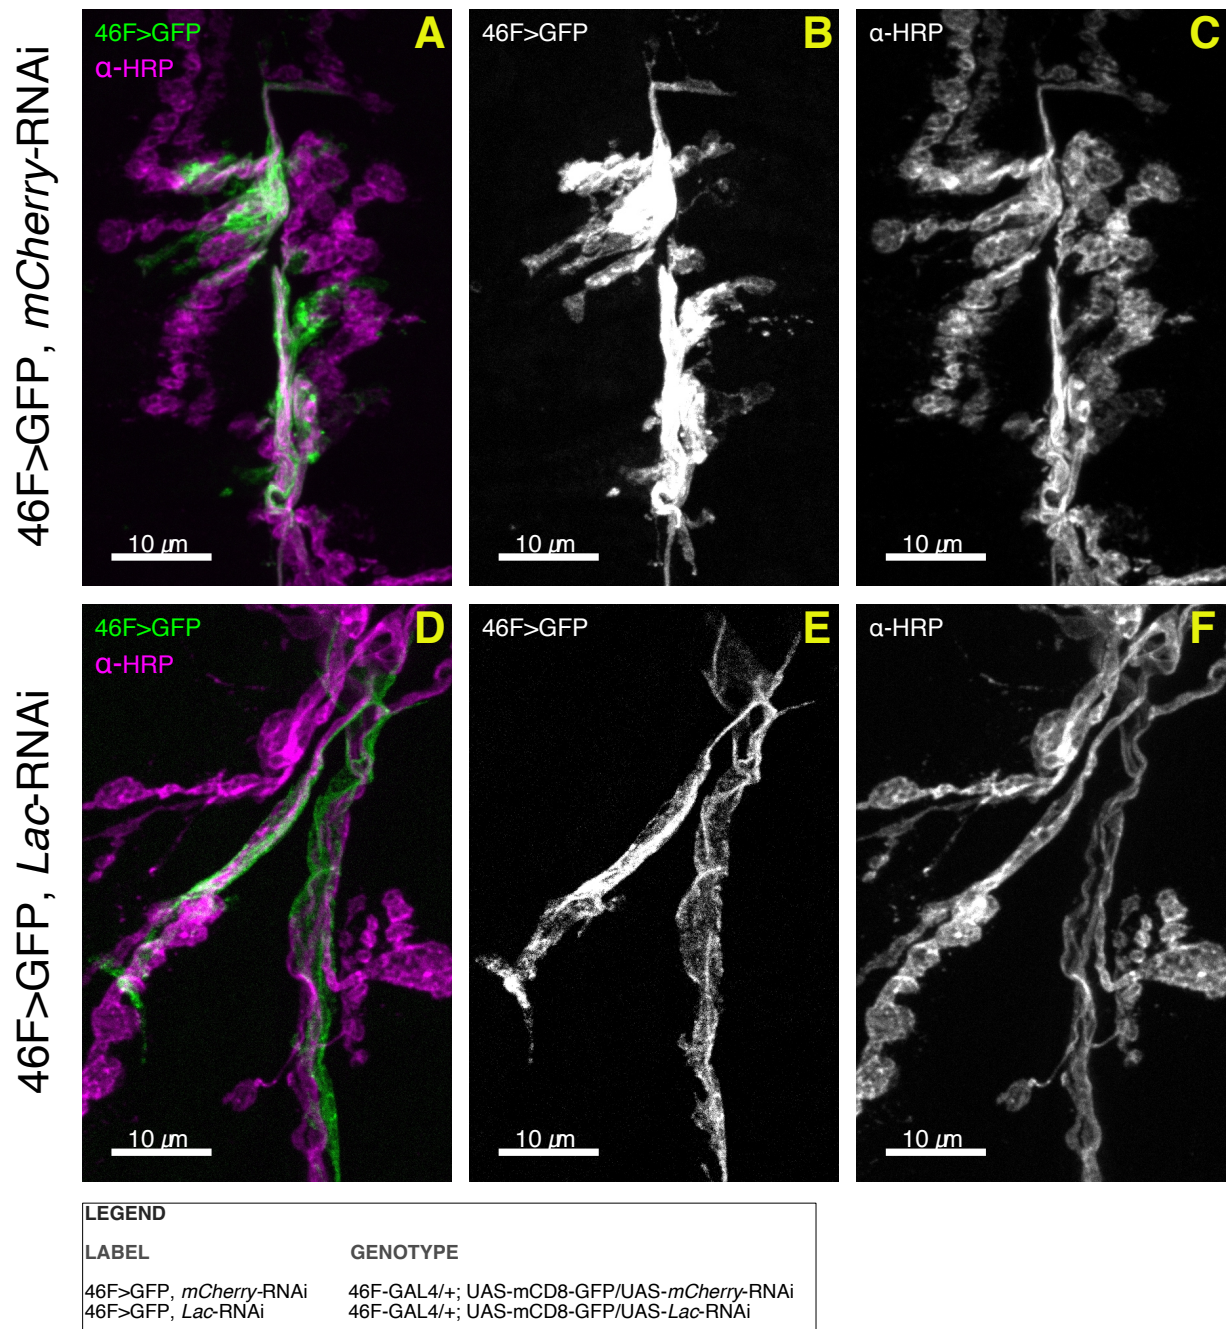 46F>GFP, mCherry-RNAi
46F>GFP
α-HRP
A
46F>GFP
B
α-HRP
C
10 µm
10 µm
10 µm
46F>GFP, Lac-RNAi
46F>GFP
α-HRP
D
46F>GFP
E
α-HRP
F
10 µm
10 µm
10 µm
LEGEND
LABEL GENOTYPE
46F>GFP, mCherry-RNAi 46F-GAL4/+; UAS-mCD8-GFP/UAS-mCherry-RNAi
46F>GFP, Lac-RNAi 46F-GAL4/+; UAS-mCD8-GFP/UAS-Lac-RNAi